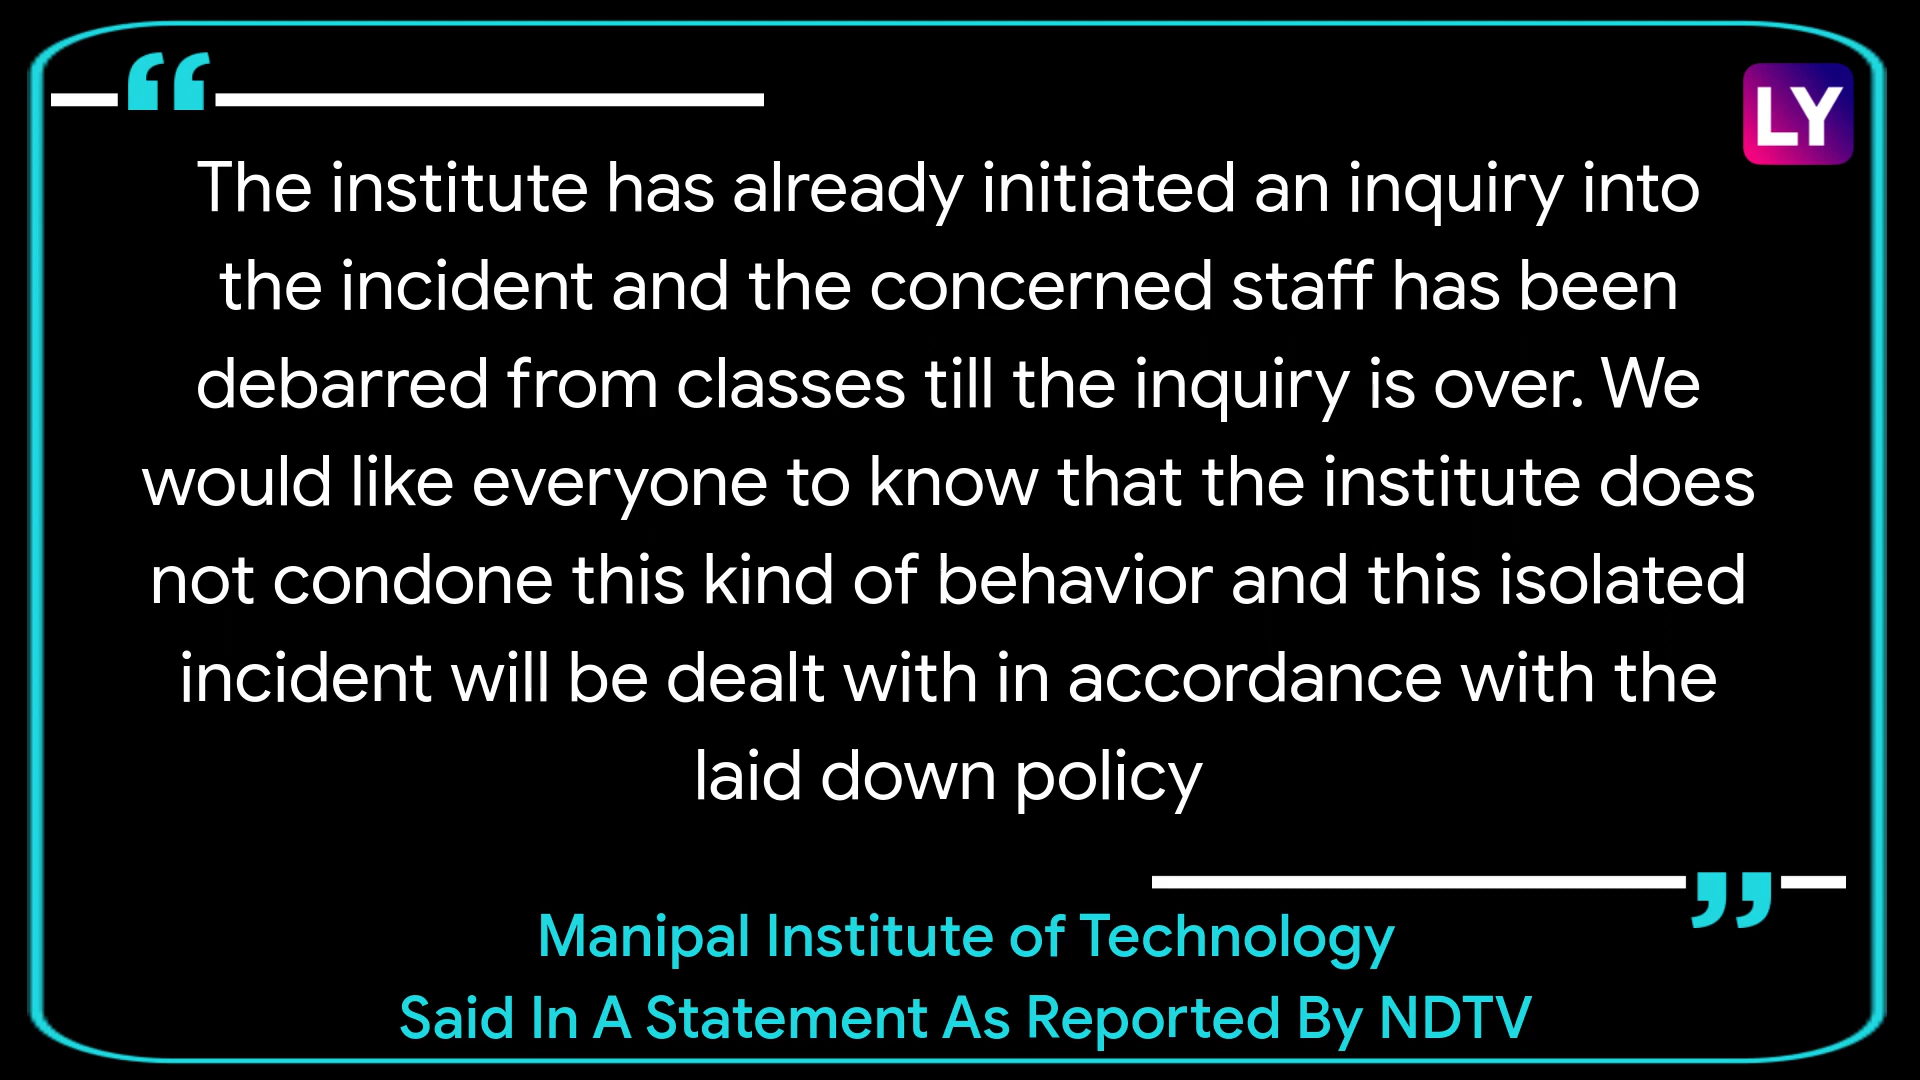 “
LY
The institute has already initiated an inquiry into
the incident and the concerned staff has been
debarred from classes till the inquiry is over. We
would like everyone to know that the institute does
not condone this kind of behavior and this isolated
incident will be dealt with in accordance with the
laid down policy
”
Manipal Institute of Technology
Said In A Statement As Reported By NDTV